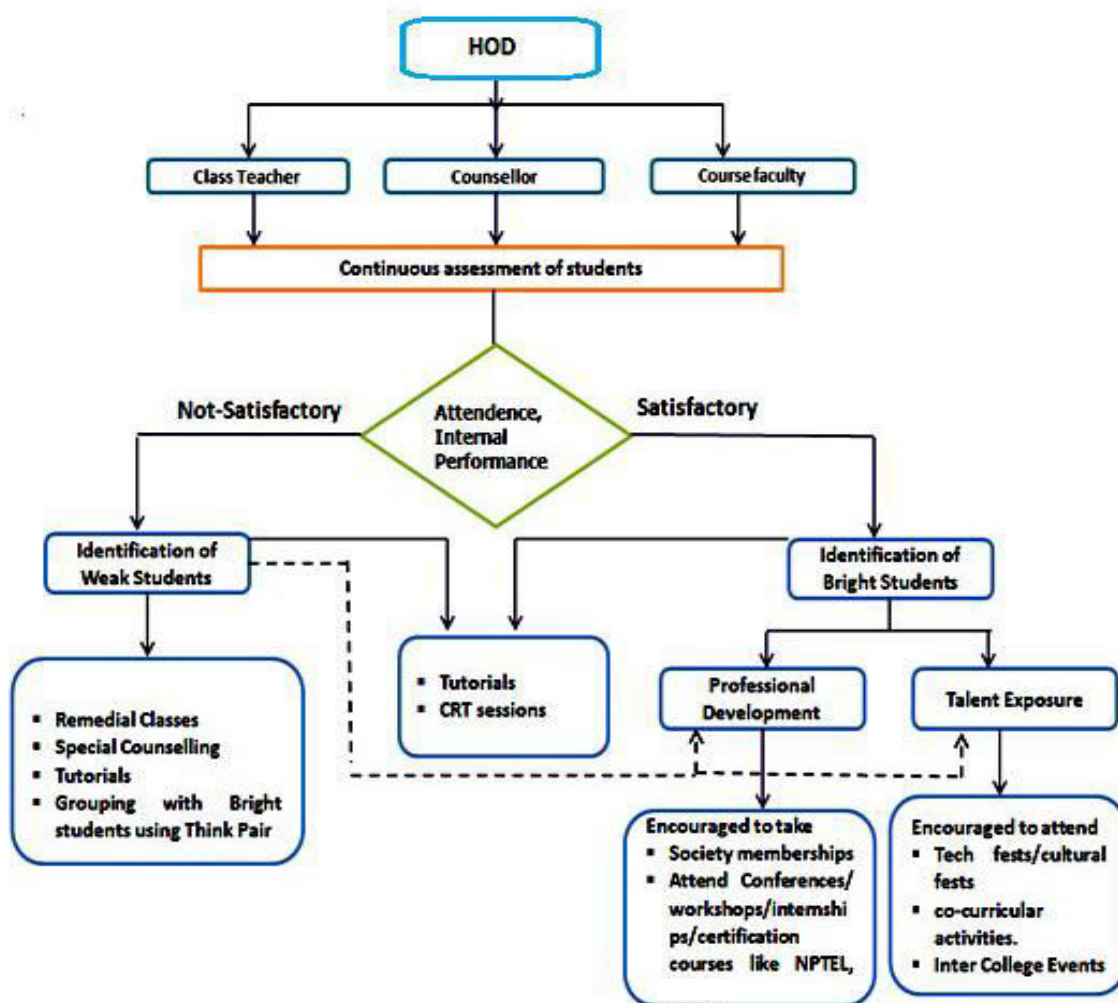 HOD
Class Teacher
Counsellor
Course faculty
Continuous assessment of students
Not-Satisfactory
Satisfactory
Attendence,
Internal
Performance
Identification of
Weak Students
Identification of
Bright Students
▪ Remedial Classes
▪ Special Counselling
▪ Tutorials
▪ Grouping with Bright
students using Think Pair
▪ Tutorials
▪ CRT sessions
Professional
Development
Talent Exposure
Encouraged to take
▪ Society memberships
▪ Attend Conferences/
workshops/internshi
ps/certification
courses like NPTEL,
Encouraged to attend
▪ Tech fests/cultural
fests
▪ co-curricular
activities.
▪ Inter College Events